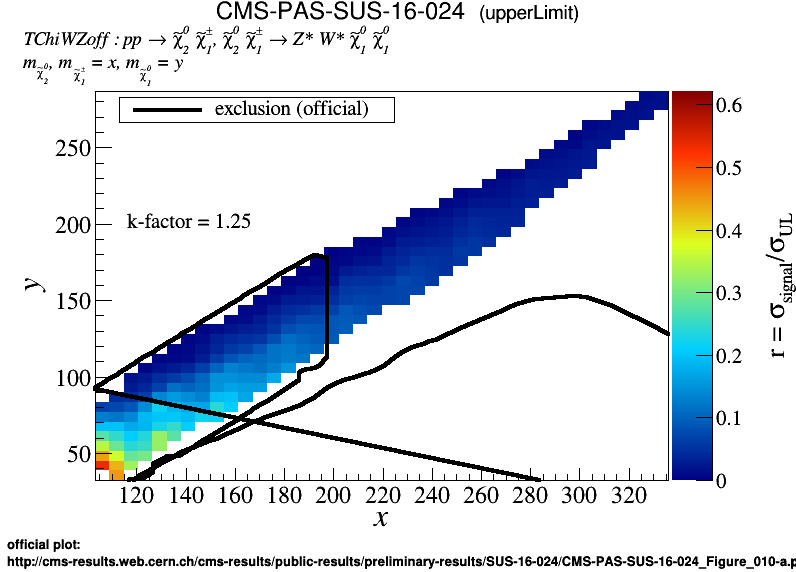 CMS-PAS-SUS-16-024 (upperLimit)
TChiWZoff : pp → χ̃₂⁰ χ̃₁±, χ̃₂⁰ χ̃₁± → Z* W* χ̃₁⁰ χ̃₁⁰
m_χ̃₂⁰, m_χ̃₁± = x, m_χ̃₁⁰ = y
exclusion (official)
k-factor = 1.25
y
250
200
150
100
50
120 140 160 180 200 220 240 260 280 300 320
x
0.6
0.5
0.4
0.3
0.2
0.1
0
r = σ_signal/σ_UL
official plot:
http://cms-results.web.cern.ch/cms-results/public-results/preliminary-results/SUS-16-024/CMS-PAS-SUS-16-024_Figure_010-a.p